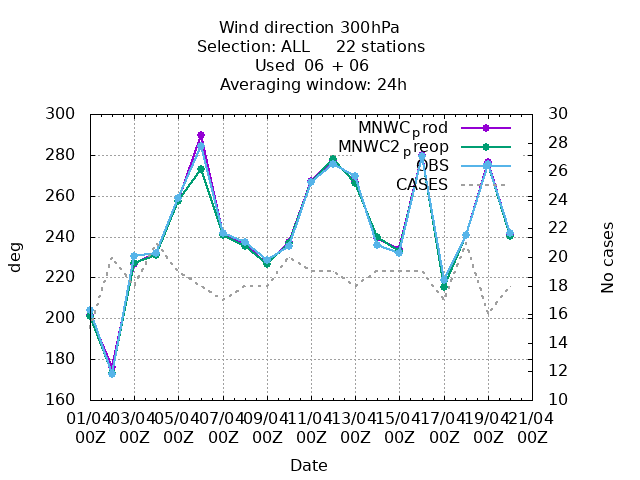 Wind direction 300hPa
Selection: ALL     22 stations
Used  06 + 06
Averaging window: 24h
300
280
260
240
220
200
180
160
deg
30
28
26
24
22
20
18
16
14
12
10
No cases
MNWCprod
MNWC2preop
OBS
CASES
01/04 03/04 05/04 07/04 09/04 11/04 13/04 15/04 17/04 19/04 21/04
00Z 00Z 00Z 00Z 00Z 00Z 00Z 00Z 00Z 00Z 00Z
Date